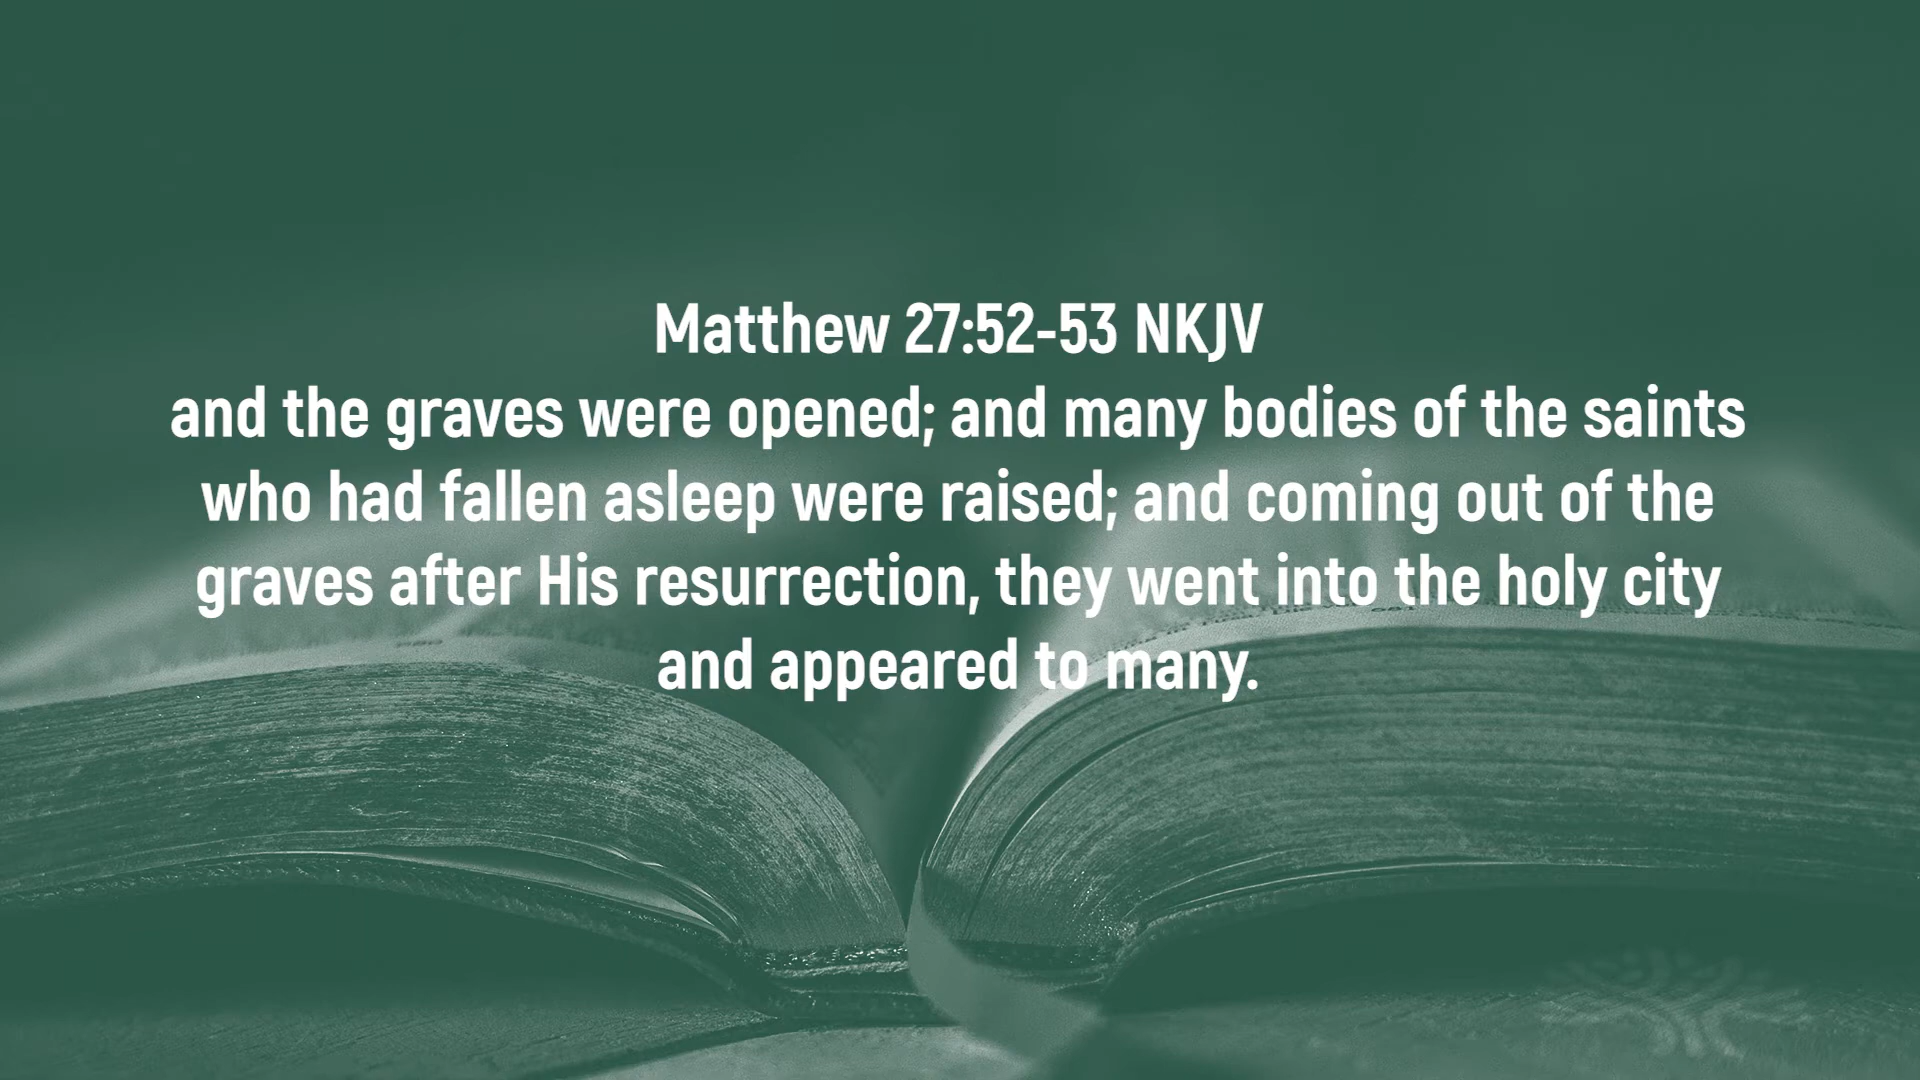 Matthew 27:52-53 NKJV
and the graves were opened; and many bodies of the saints
who had fallen asleep were raised; and coming out of the
graves after His resurrection, they went into the holy city
and appeared to many.